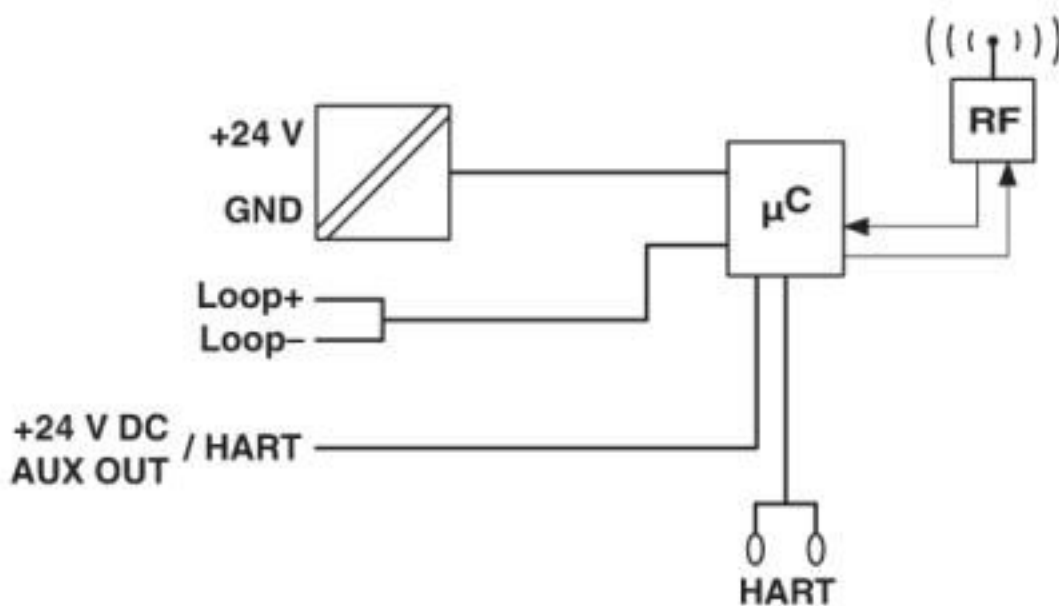 RF
+24 V
GND
µC
Loop+
Loop–
+24 V DC
AUX OUT
/ HART
HART